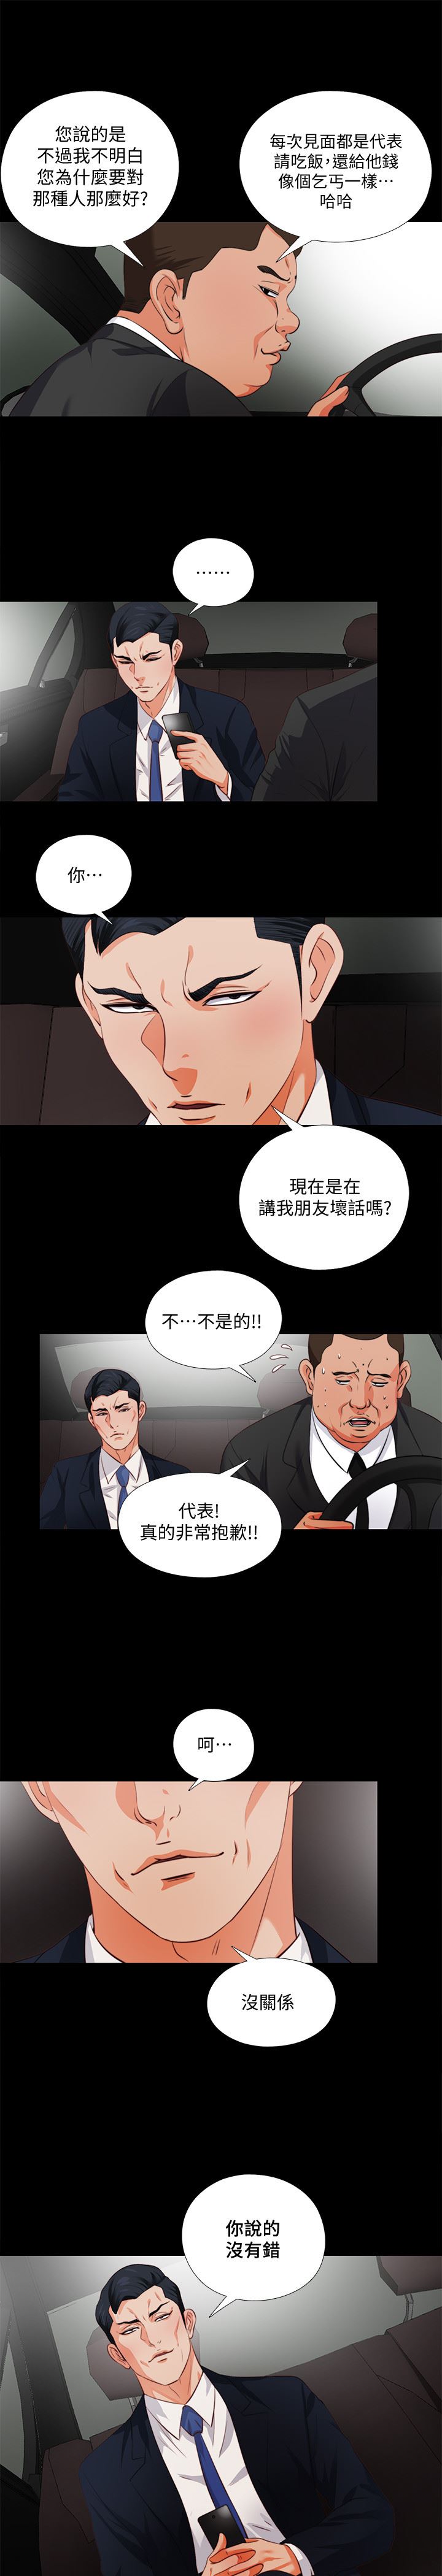 您說的是
不過我不明白
您為什麼要對
那種人那麼好?
每次見面都是代表
請吃飯,還給他錢
像個乞丐一樣⋯
哈哈
⋯⋯
你⋯
現在是在
講我朋友壞話嗎?
不⋯不是的!!
代表!
真的非常抱歉!!
呵⋯
沒關係
你說的
沒有錯